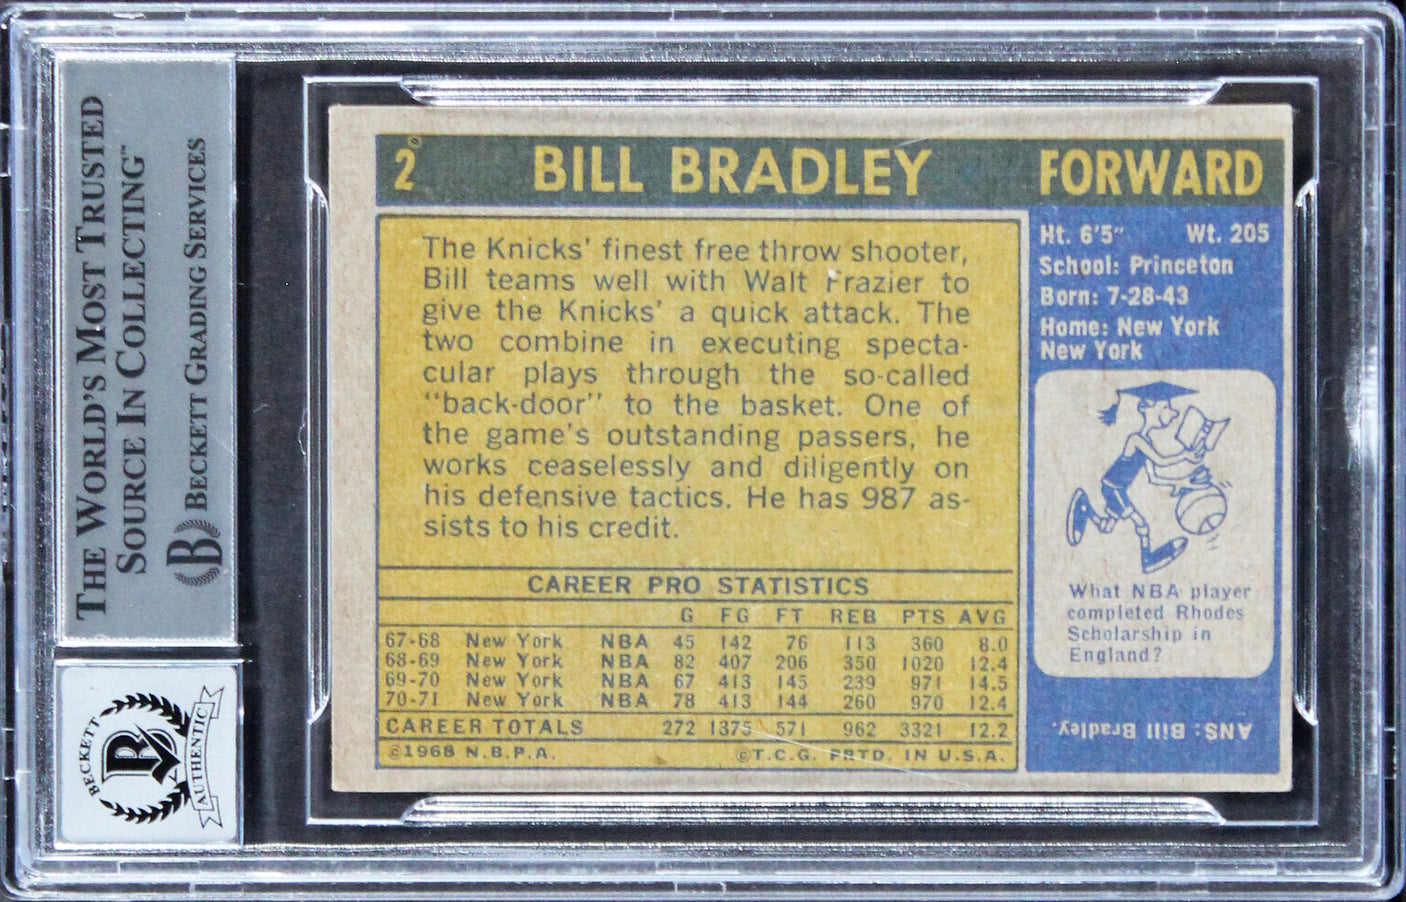 THE WORLD'S MOST TRUSTED
SOURCE IN COLLECTING™
BECKETT GRADING SERVICES
B
BECKETT
B
AUTHENTIC
2
BILL BRADLEY
FORWARD
The Knicks' finest free throw shooter,
Bill teams well with Walt Frazier to
give the Knicks' a quick attack. The
two combine in executing specta-
cular plays through the so-called
"back-door" to the basket. One of
the game's outstanding passers, he
works ceaselessly and diligently on
his defensive tactics. He has 987 as-
sists to his credit.
CAREER PRO STATISTICS
G FG FT REB PTS AVG
67-68 New York NBA 45 142 76 113 360 8.0
68-69 New York NBA 82 407 206 350 1020 12.4
69-70 New York NBA 67 413 145 239 971 14.5
70-71 New York NBA 78 413 144 260 970 12.4
CAREER TOTALS 272 1375 571 962 3321 12.2
©1968 N.B.P.A. ©T.C.G. PRTD. IN U.S.A.
Ht. 6'5" Wt. 205
School: Princeton
Born: 7-28-43
Home: New York
New York
What NBA player
completed Rhodes
Scholarship in
England?
ANS: Bill Bradley.